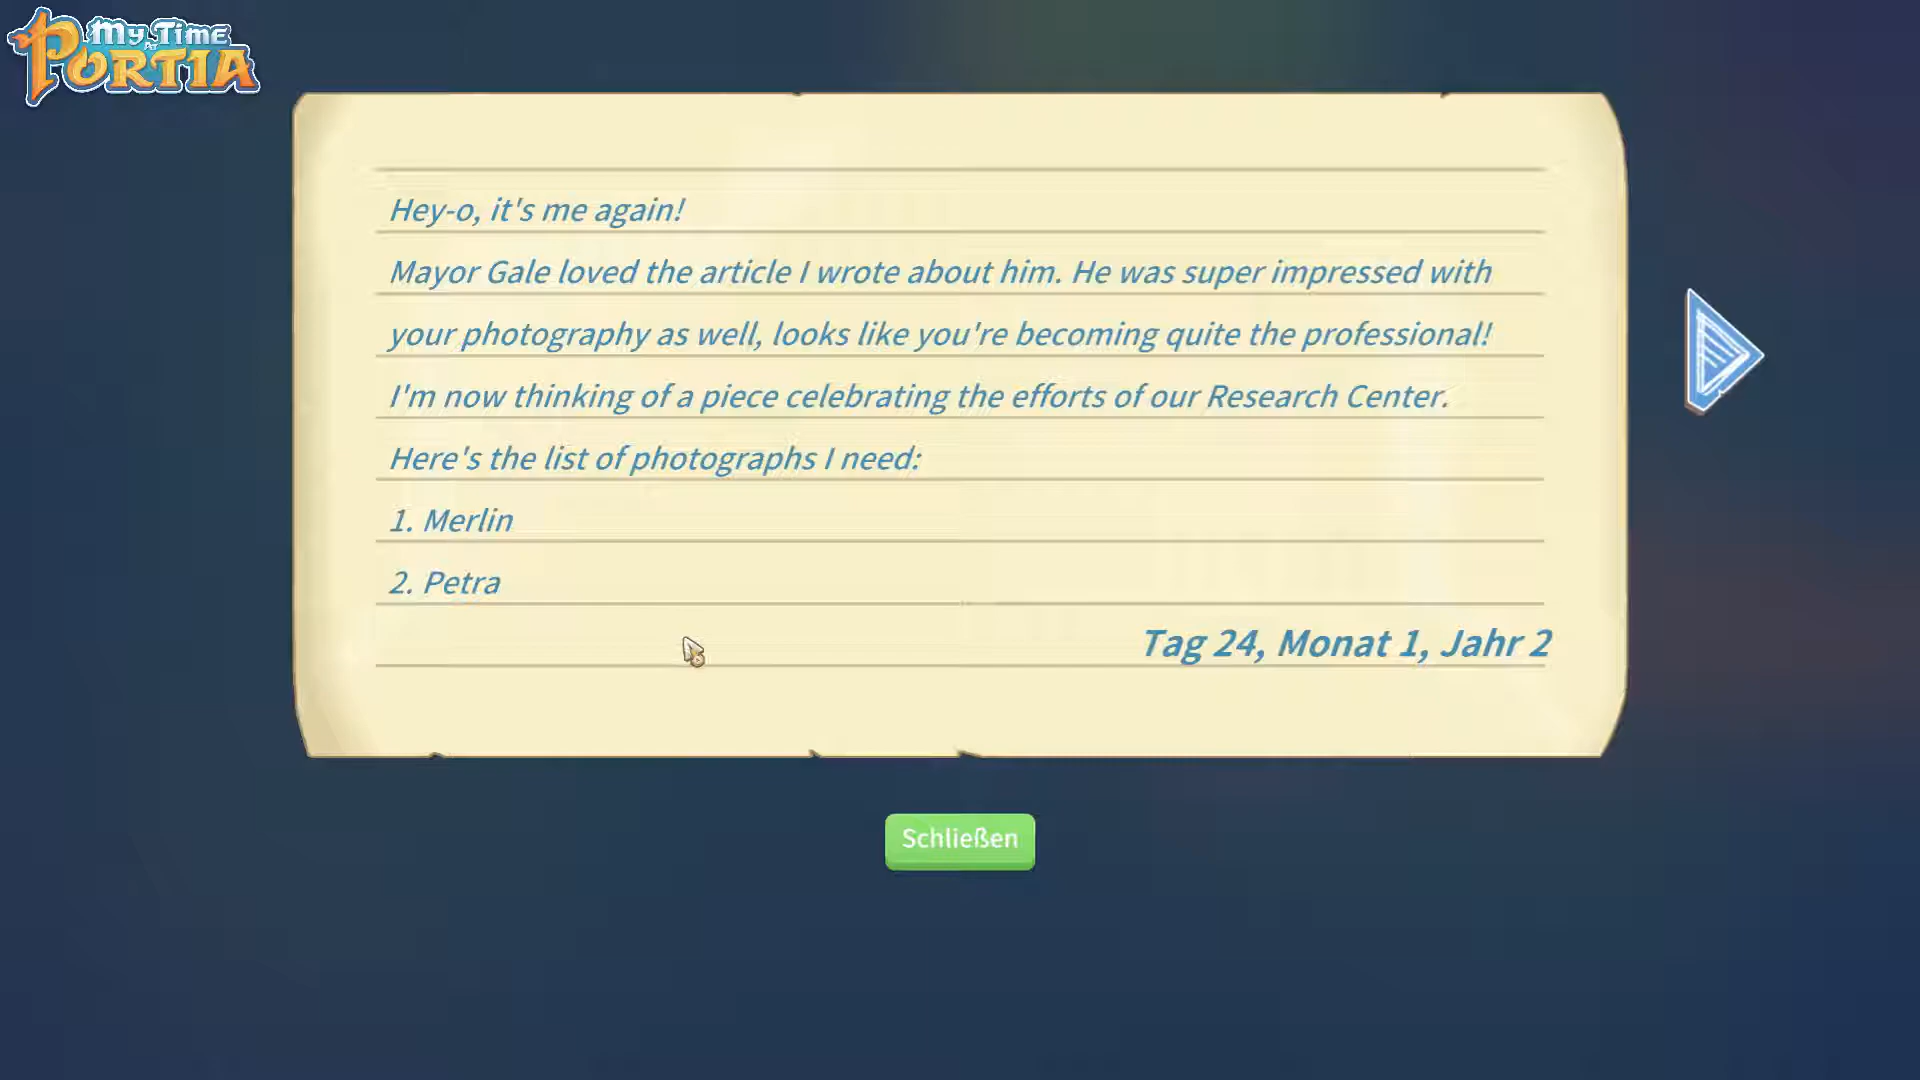 My Time
At
PORTIA
Hey-o, it's me again!
Mayor Gale loved the article I wrote about him. He was super impressed with
your photography as well, looks like you're becoming quite the professional!
I'm now thinking of a piece celebrating the efforts of our Research Center.
Here's the list of photographs I need:
1. Merlin
2. Petra
Tag 24, Monat 1, Jahr 2
Schließen